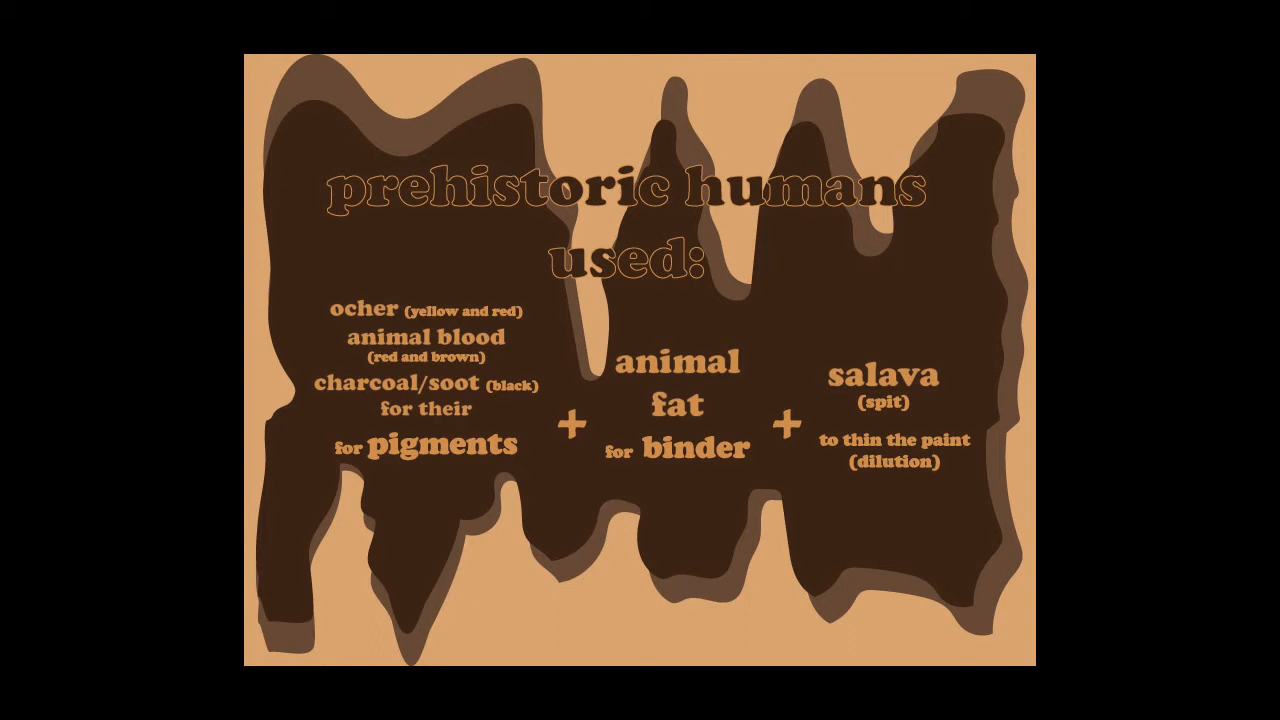 prehistoric humans
used:
ocher (yellow and red)
animal blood
(red and brown)
charcoal/soot (black)
for their
for pigments
+
animal
fat
for binder
+
salava
(spit)
to thin the paint
(dilution)